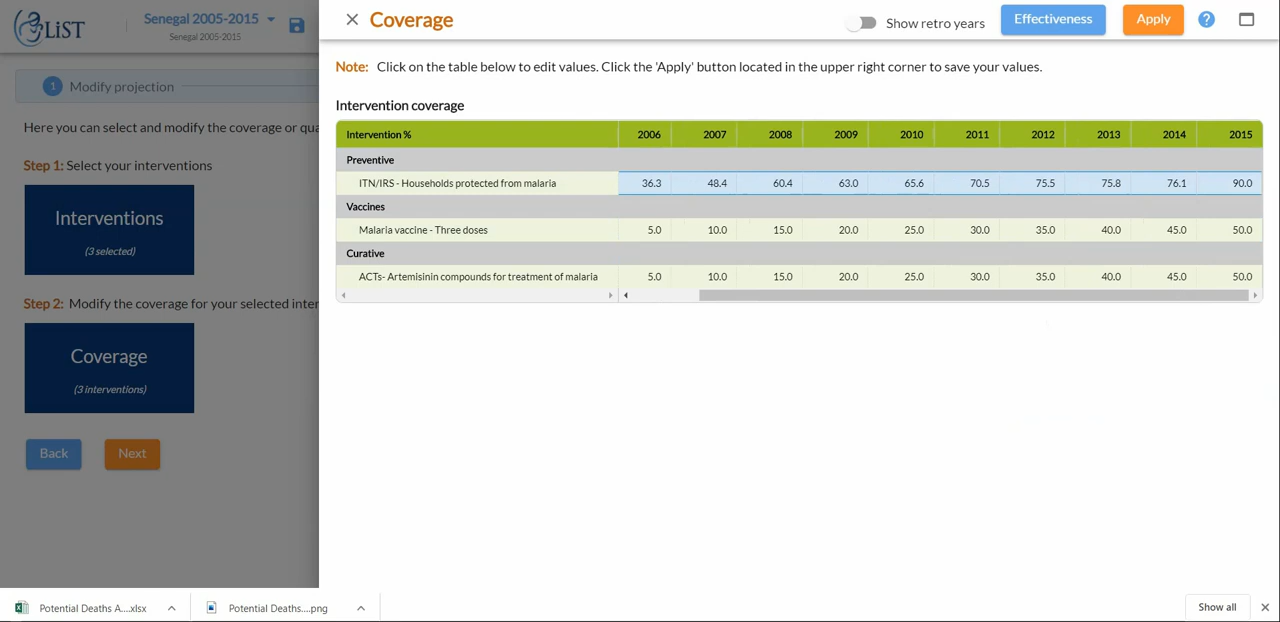 LiST
Senegal 2005-2015
Senegal 2005-2015
Coverage
Show retro years
Effectiveness
Apply
?
1 Modify projection
Note: Click on the table below to edit values. Click the 'Apply' button located in the upper right corner to save your values.
Here you can select and modify the coverage or qua
Step 1: Select your interventions
Interventions
(3 selected)
Step 2: Modify the coverage for your selected inter
Coverage
(3 interventions)
Back
Next
Intervention coverage
Intervention % 2006 2007 2008 2009 2010 2011 2012 2013 2014 2015
Preventive
ITN/IRS - Households protected from malaria 36.3 48.4 60.4 63.0 65.6 70.5 75.5 75.8 76.1 90.0
Vaccines
Malaria vaccine - Three doses 5.0 10.0 15.0 20.0 25.0 30.0 35.0 40.0 45.0 50.0
Curative
ACTs- Artemisinin compounds for treatment of malaria 5.0 10.0 15.0 20.0 25.0 30.0 35.0 40.0 45.0 50.0
Potential Deaths A....xlsx
Potential Deaths....png
Show all